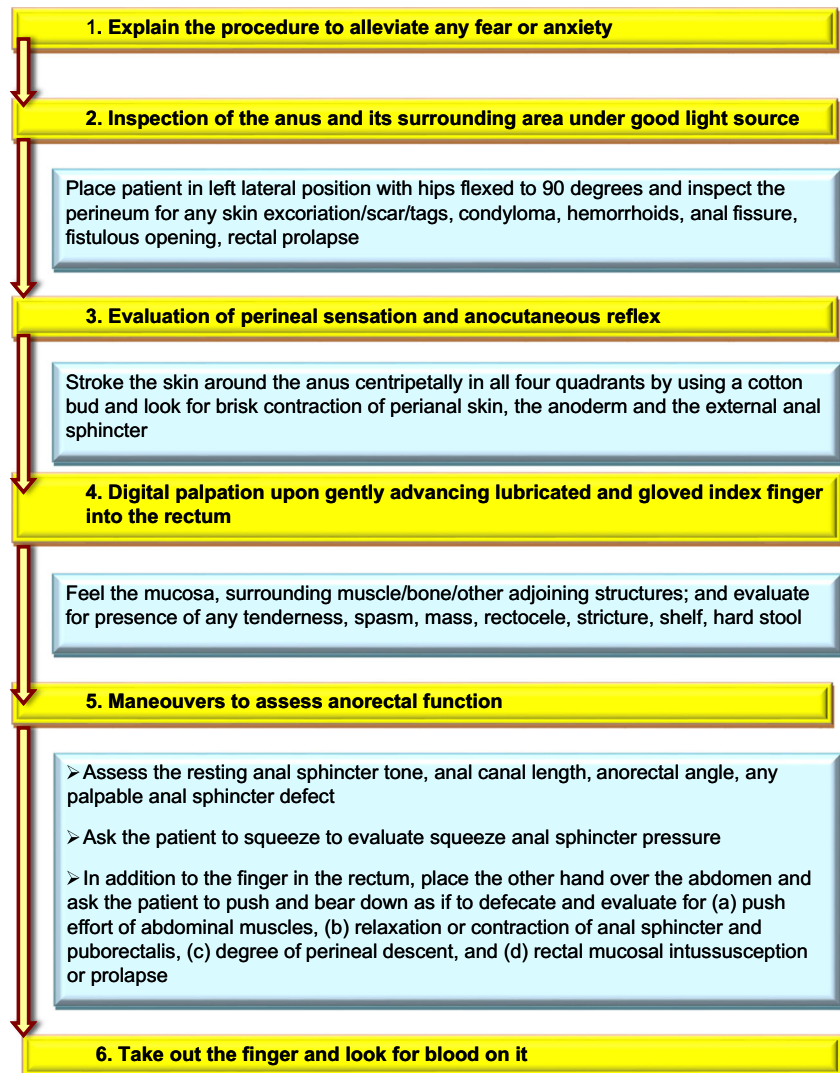 1. Explain the procedure to alleviate any fear or anxiety
2. Inspection of the anus and its surrounding area under good light source
Place patient in left lateral position with hips flexed to 90 degrees and inspect the
perineum for any skin excoriation/scar/tags, condyloma, hemorrhoids, anal fissure,
fistulous opening, rectal prolapse
3. Evaluation of perineal sensation and anocutaneous reflex
Stroke the skin around the anus centripetally in all four quadrants by using a cotton
bud and look for brisk contraction of perianal skin, the anoderm and the external anal
sphincter
4. Digital palpation upon gently advancing lubricated and gloved index finger
into the rectum
Feel the mucosa, surrounding muscle/bone/other adjoining structures; and evaluate
for presence of any tenderness, spasm, mass, rectocele, stricture, shelf, hard stool
5. Maneouvers to assess anorectal function
➢Assess the resting anal sphincter tone, anal canal length, anorectal angle, any
palpable anal sphincter defect
➢Ask the patient to squeeze to evaluate squeeze anal sphincter pressure
➢In addition to the finger in the rectum, place the other hand over the abdomen and
ask the patient to push and bear down as if to defecate and evaluate for (a) push
effort of abdominal muscles, (b) relaxation or contraction of anal sphincter and
puborectalis, (c) degree of perineal descent, and (d) rectal mucosal intussusception
or prolapse
6. Take out the finger and look for blood on it